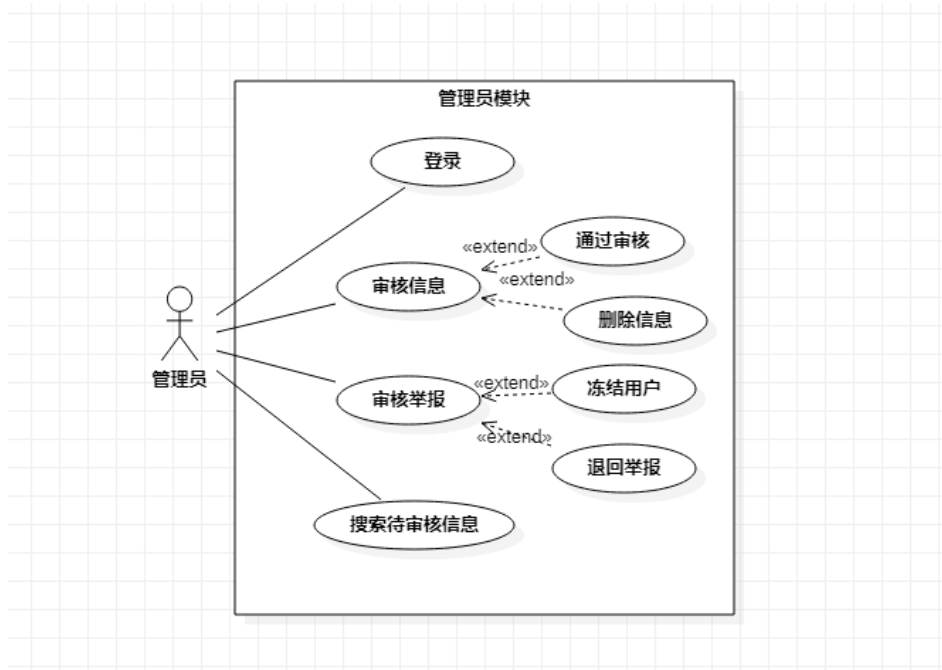 管理员模块
登录
«extend»
通过审核
«extend»
审核信息
删除信息
管理员
«extend»
冻结用户
审核举报
«extend»
退回举报
搜索待审核信息